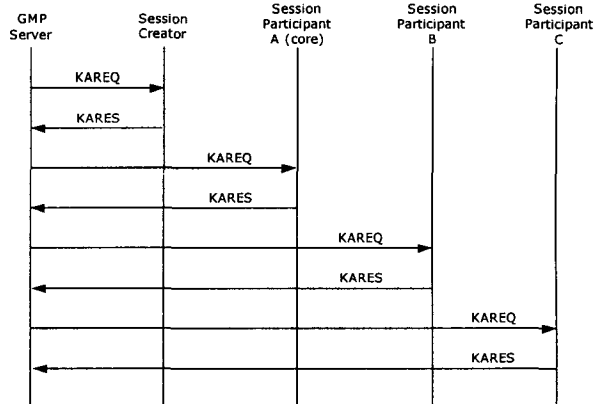 GMP
Server
Session
Creator
Session
Participant
A (core)
Session
Participant
B
Session
Participant
C
KAREQ
KARES
KAREQ
KARES
KAREQ
KARES
KAREQ
KARES